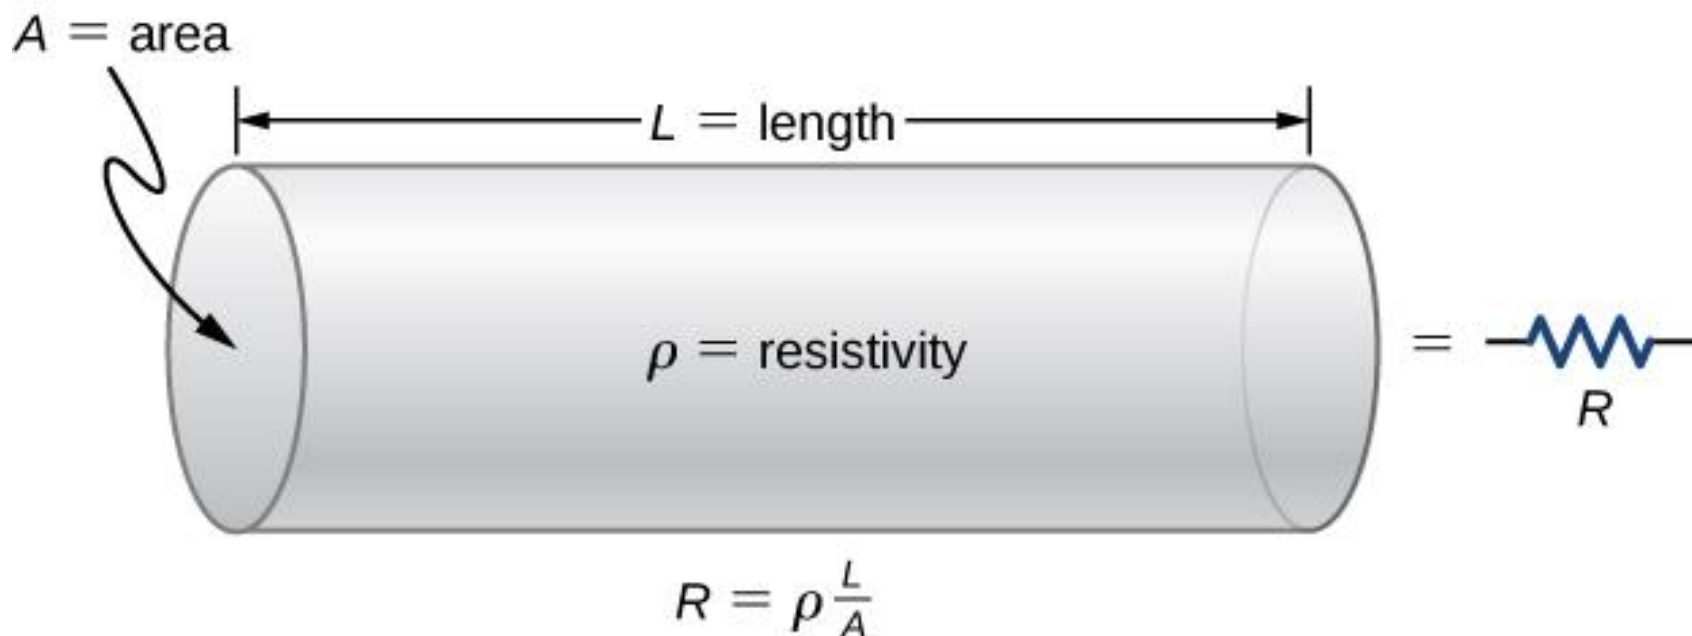 A = area
L = length
ρ = resistivity
=
R
R = ρ L/A